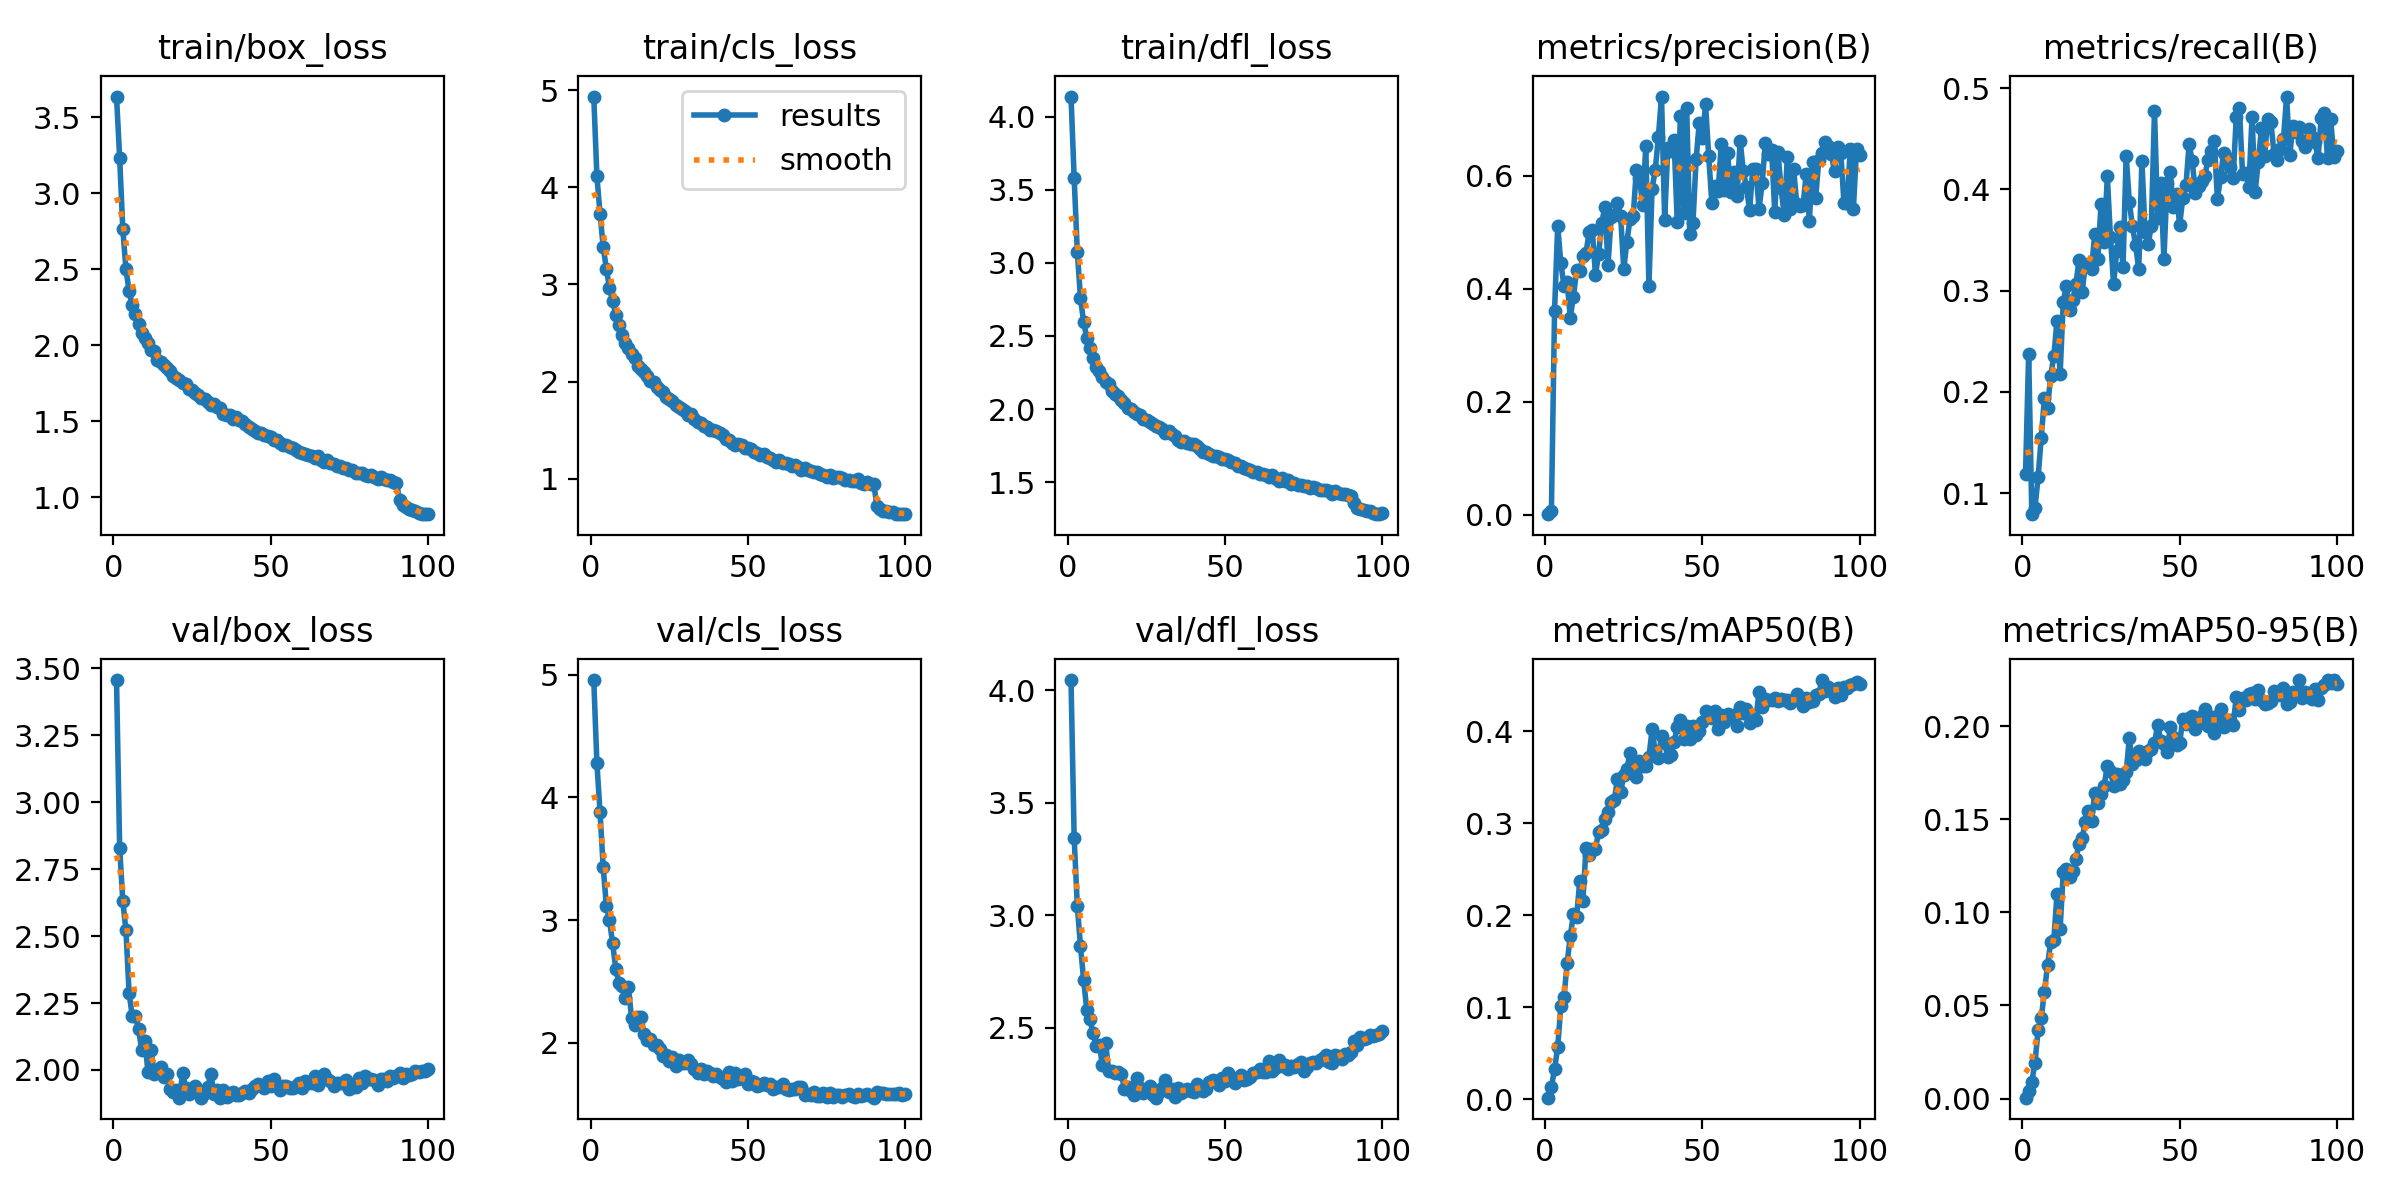 train/box_loss
3.5
3.0
2.5
2.0
1.5
1.0
0 50 100
train/cls_loss
results
smooth
5
4
3
2
1
0 50 100
train/dfl_loss
4.0
3.5
3.0
2.5
2.0
1.5
0 50 100
metrics/precision(B)
0.6
0.4
0.2
0.0
0 50 100
metrics/recall(B)
0.5
0.4
0.3
0.2
0.1
0 50 100
val/box_loss
3.50
3.25
3.00
2.75
2.50
2.25
2.00
0 50 100
val/cls_loss
5
4
3
2
0 50 100
val/dfl_loss
4.0
3.5
3.0
2.5
0 50 100
metrics/mAP50(B)
0.4
0.3
0.2
0.1
0.0
0 50 100
metrics/mAP50-95(B)
0.20
0.15
0.10
0.05
0.00
0 50 100